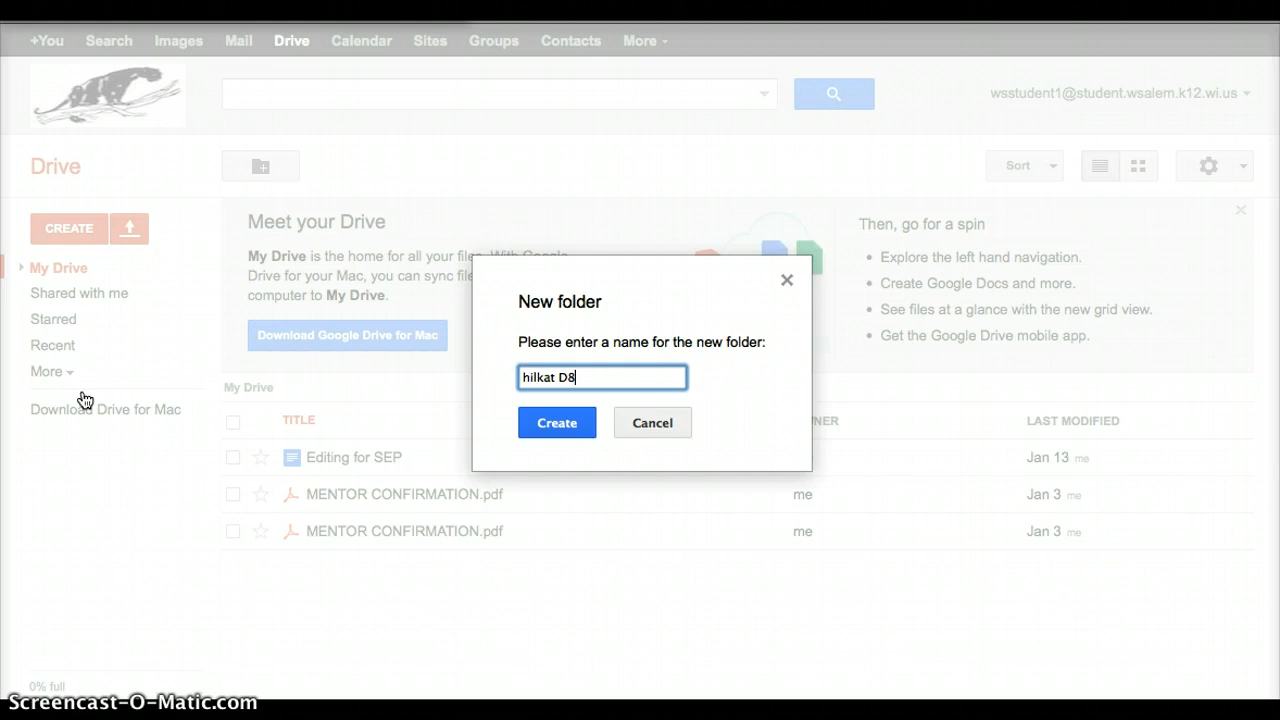 +You Search Images Mail Drive Calendar Sites Groups Contacts More
wsstudent1@student.wsalem.k12.wi.us
Drive
Sort
CREATE
My Drive
Shared with me
Starred
Recent
More
Download Drive for Mac
Meet your Drive
My Drive is the home for all your files. With Google
Drive for your Mac, you can sync file
computer to My Drive.
Download Google Drive for Mac
Then, go for a spin
Explore the left hand navigation.
Create Google Docs and more.
See files at a glance with the new grid view.
Get the Google Drive mobile app.
New folder
Please enter a name for the new folder:
hilkat D8
Create Cancel
My Drive
TITLE NER LAST MODIFIED
Editing for SEP Jan 13 me
MENTOR CONFIRMATION.pdf me Jan 3 me
MENTOR CONFIRMATION.pdf me Jan 3 me
0% full
Screencast-O-Matic.com